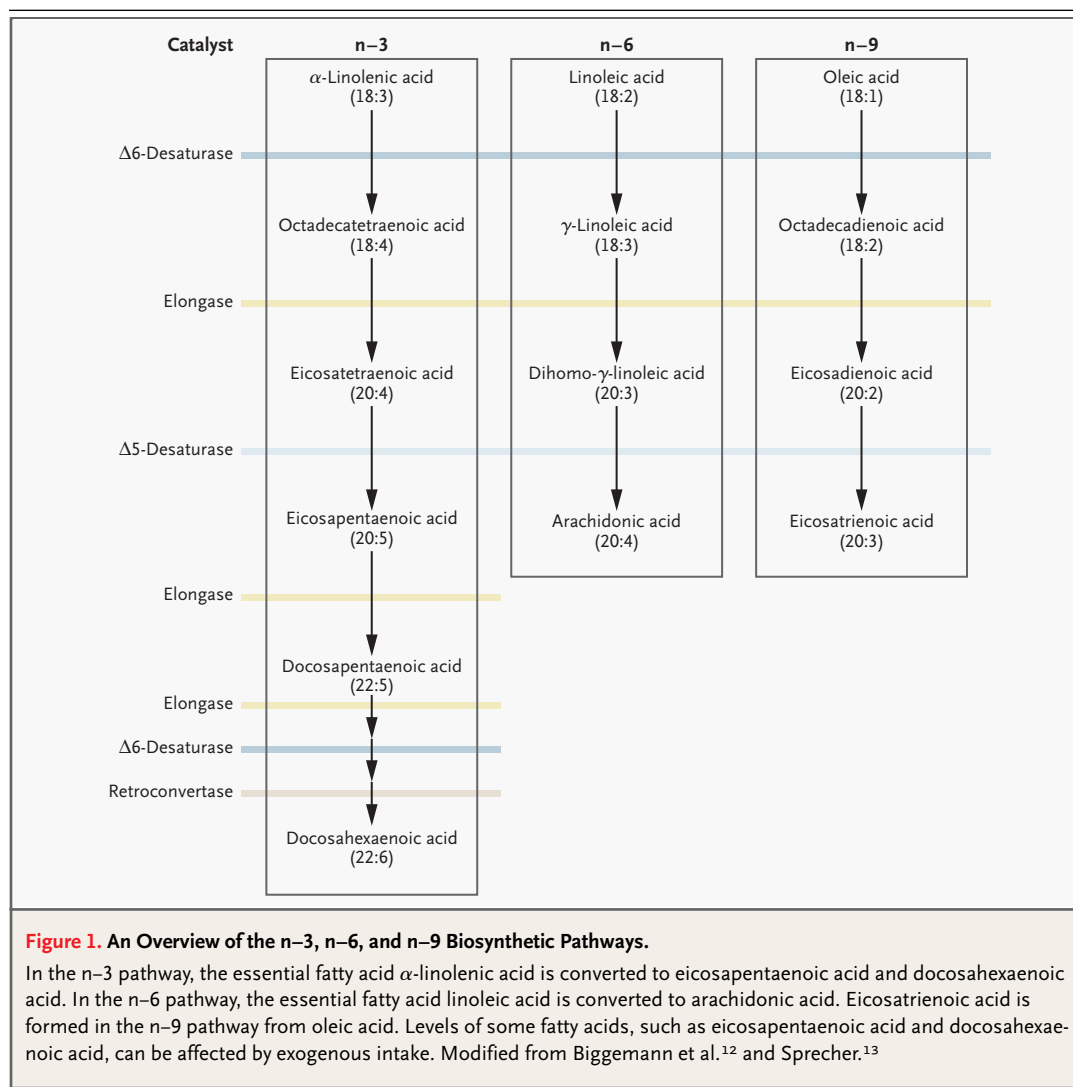 Catalyst n–3 n–6 n–9
α-Linolenic acid Linoleic acid Oleic acid
(18:3) (18:2) (18:1)
Δ6-Desaturase
Octadecatetraenoic acid γ-Linoleic acid Octadecadienoic acid
(18:4) (18:3) (18:2)
Elongase
Eicosatetraenoic acid Dihomo-γ-linoleic acid Eicosadienoic acid
(20:4) (20:3) (20:2)
Δ5-Desaturase
Eicosapentaenoic acid Arachidonic acid Eicosatrienoic acid
(20:5) (20:4) (20:3)
Elongase
Docosapentaenoic acid
(22:5)
Elongase
Δ6-Desaturase
Retroconvertase
Docosahexaenoic acid
(22:6)
Figure 1. An Overview of the n–3, n–6, and n–9 Biosynthetic Pathways.
In the n–3 pathway, the essential fatty acid α-linolenic acid is converted to eicosapentaenoic acid and docosahexaenoic
acid. In the n–6 pathway, the essential fatty acid linoleic acid is converted to arachidonic acid. Eicosatrienoic acid is
formed in the n–9 pathway from oleic acid. Levels of some fatty acids, such as eicosapentaenoic acid and docosahexae-
noic acid, can be affected by exogenous intake. Modified from Biggemann et al.¹² and Sprecher.¹³